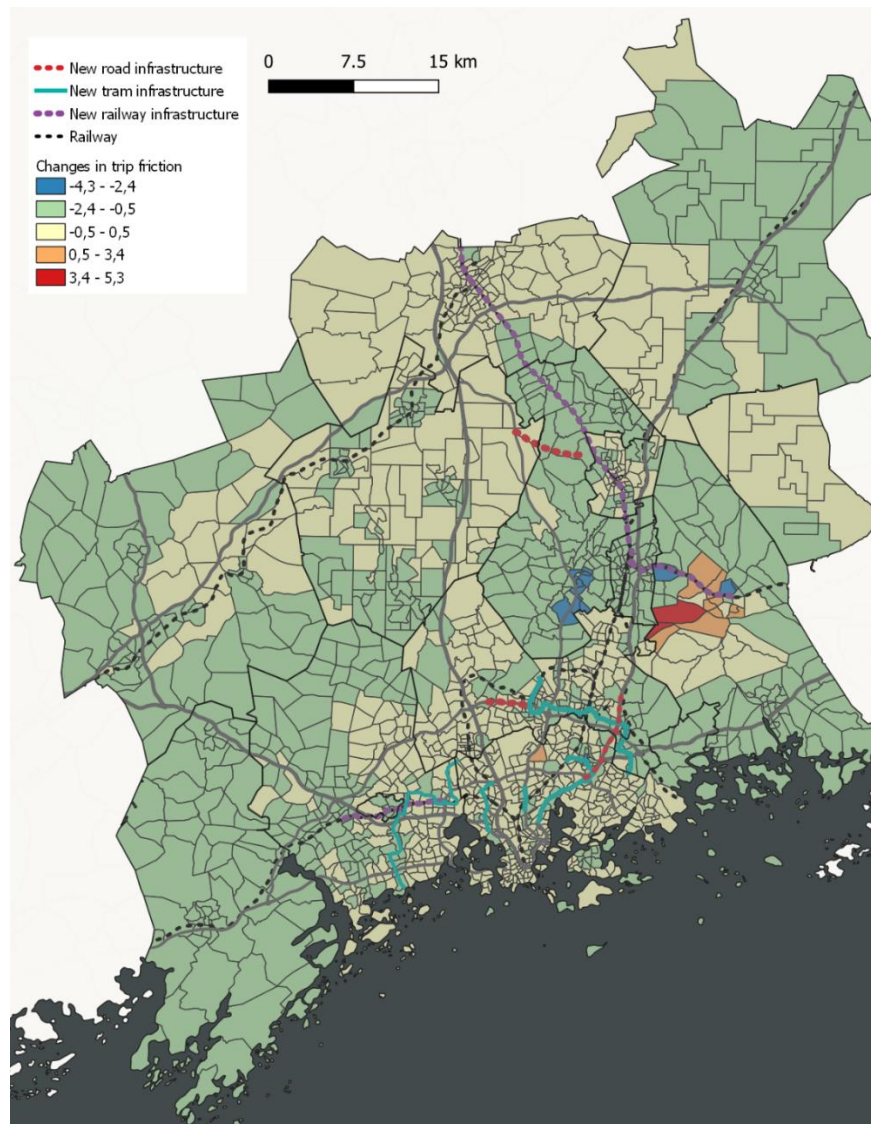 New road infrastructure
New tram infrastructure
New railway infrastructure
Railway
Changes in trip friction
-4,3 - -2,4
-2,4 - -0,5
-0,5 - 0,5
0,5 - 3,4
3,4 - 5,3
0 7.5 15 km